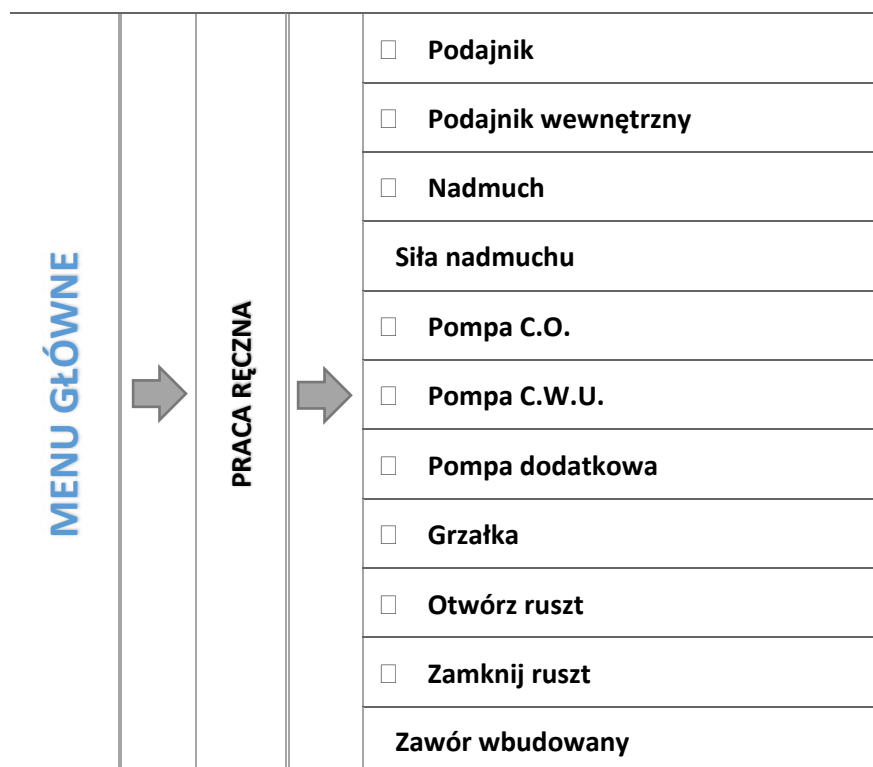 MENU GŁÓWNE
PRACA RĘCZNA
Podajnik
Podajnik wewnętrzny
Nadmuch
Siła nadmuchu
Pompa C.O.
Pompa C.W.U.
Pompa dodatkowa
Grzałka
Otwórz ruszt
Zamknij ruszt
Zawór wbudowany